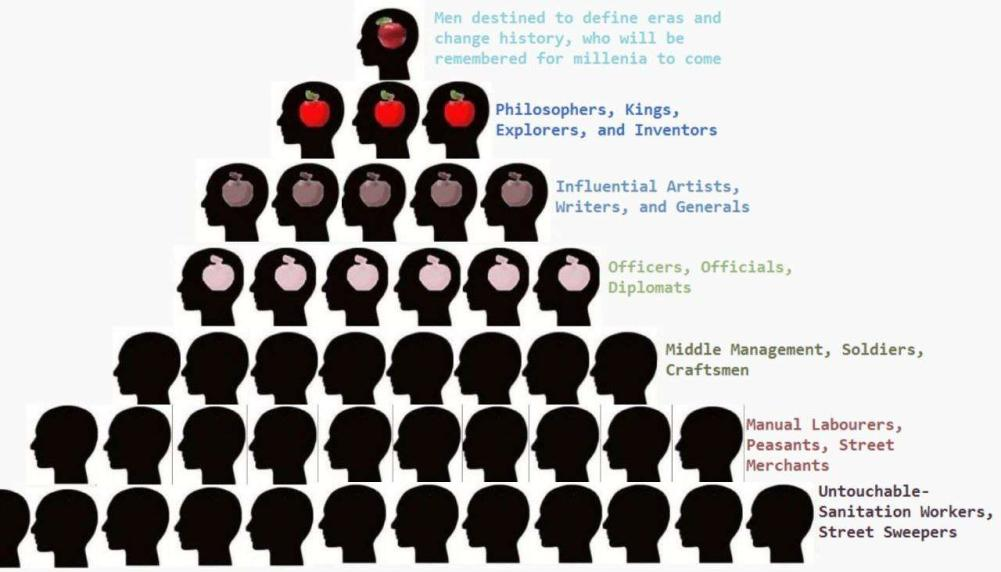 Men destined to define eras and
change history, who will be
remembered for millenia to come
Philosophers, Kings,
Explorers, and Inventors
Influential Artists,
Writers, and Generals
Officers, Officials,
Diplomats
Middle Management, Soldiers,
Craftsmen
Manual Labourers,
Peasants, Street
Merchants
Untouchable-
Sanitation Workers,
Street Sweepers